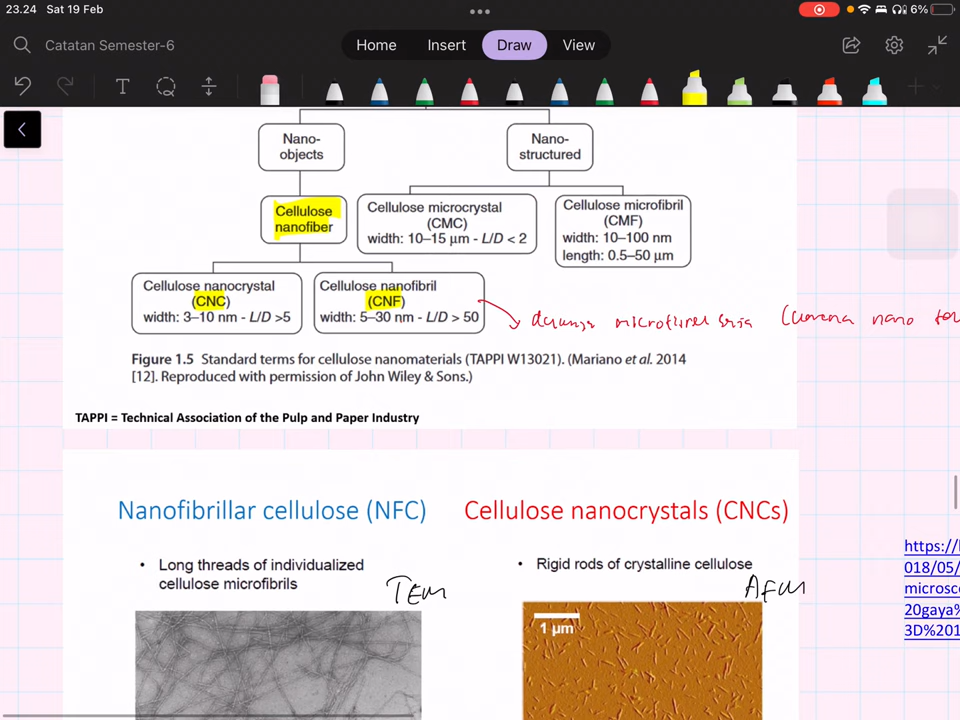 23.24 Sat 19 Feb
6%
Catatan Semester-6
Home Insert Draw View
Nano-
objects
Nano-
structured
Cellulose
nanofiber
Cellulose microcrystal
(CMC)
width: 10–15 μm - L/D < 2
Cellulose microfibril
(CMF)
width: 10–100 nm
length: 0.5–50 μm
Cellulose nanocrystal
(CNC)
width: 3–10 nm - L/D >5
Cellulose nanofibril
(CNF)
width: 5–30 nm - L/D > 50
nano
Figure 1.5 Standard terms for cellulose nanomaterials (TAPPI W13021). (Mariano et al. 2014
[12]. Reproduced with permission of John Wiley & Sons.)
TAPPI = Technical Association of the Pulp and Paper Industry
Nanofibrillar cellulose (NFC)
Cellulose nanocrystals (CNCs)
• Long threads of individualized
cellulose microfibrils
TEM
• Rigid rods of crystalline cellulose
AFM
1 μm
https://
018/05/
microsc
20gaya%
3D%201